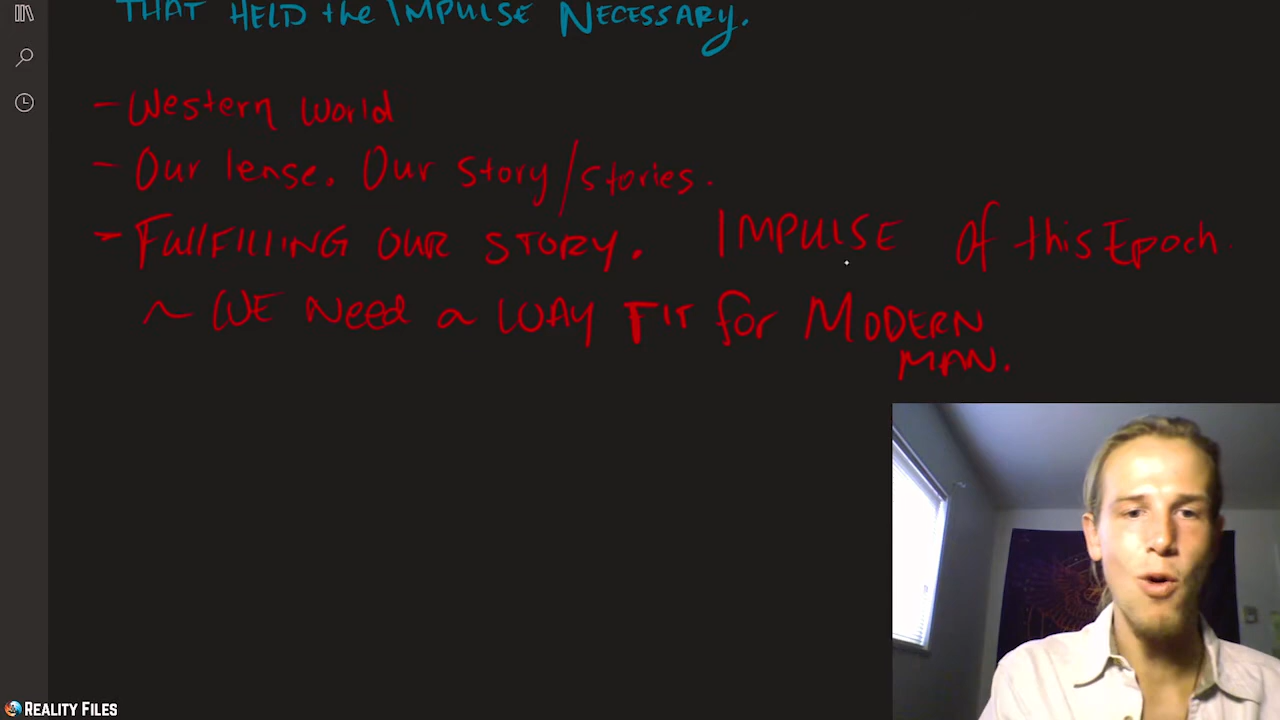 THAT HELD the IMPULSE NECESSARY.
- Western World
- Our lense. Our story/stories.
- FullFILLING OUR STORY. IMPULSE of this Epoch.
~ WE Need a WAY FIT for MODERN
MAN.
REALITY FILES